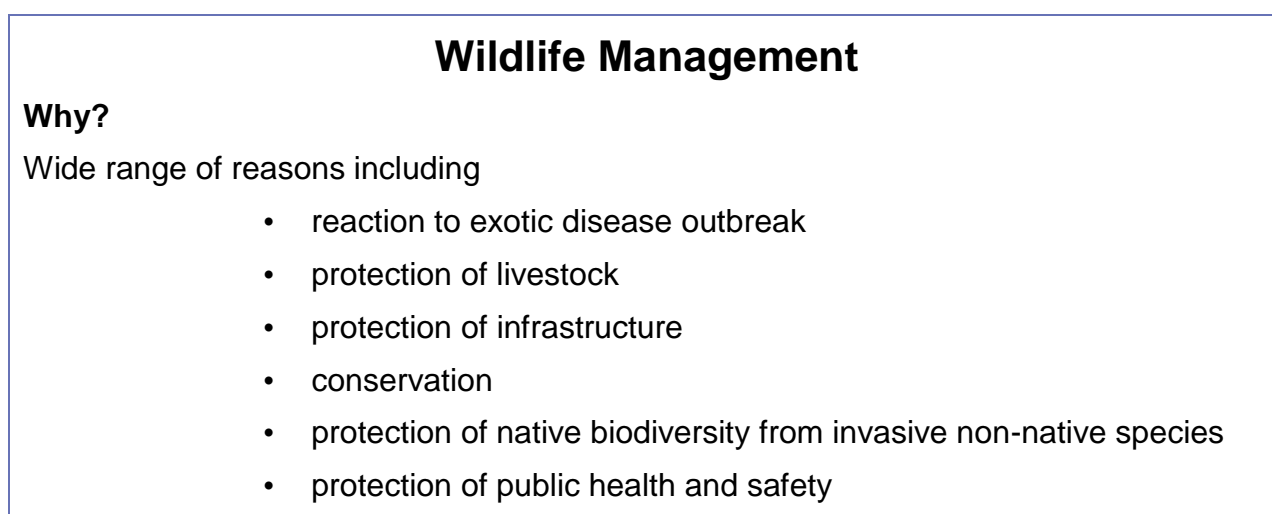 Wildlife Management
Why?
Wide range of reasons including
• reaction to exotic disease outbreak
• protection of livestock
• protection of infrastructure
• conservation
• protection of native biodiversity from invasive non-native species
• protection of public health and safety